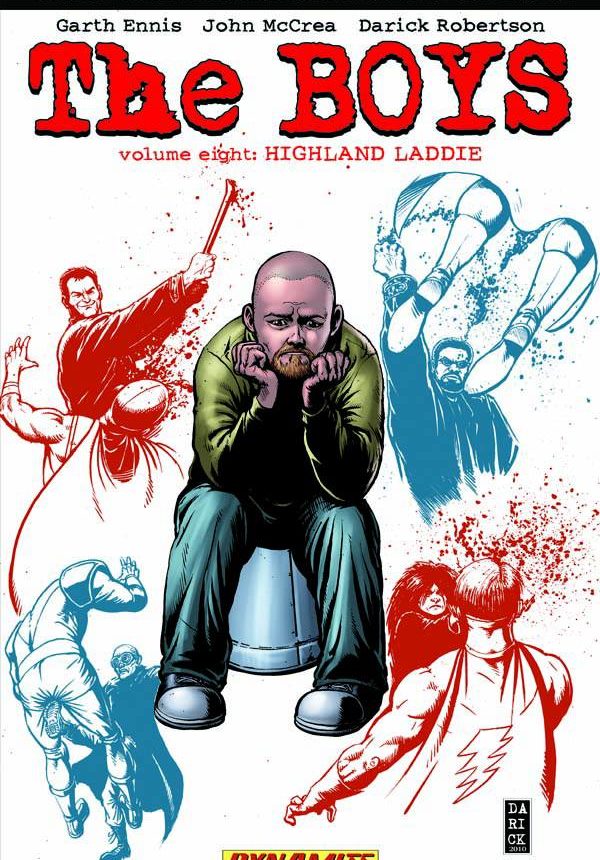 Garth Ennis John McCrea Darick Robertson
The BOYS
volume eight: HIGHLAND LADDIE
DA
RI
CK
2010
DYNAMITE